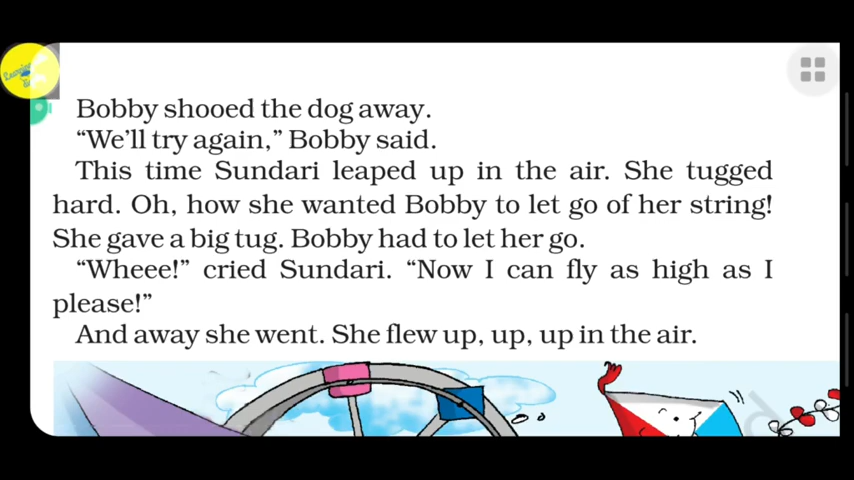 Bobby shooed the dog away.
“We’ll try again,” Bobby said.
This time Sundari leaped up in the air. She tugged
hard. Oh, how she wanted Bobby to let go of her string!
She gave a big tug. Bobby had to let her go.
“Wheee!” cried Sundari. “Now I can fly as high as I
please!”
And away she went. She flew up, up, up in the air.